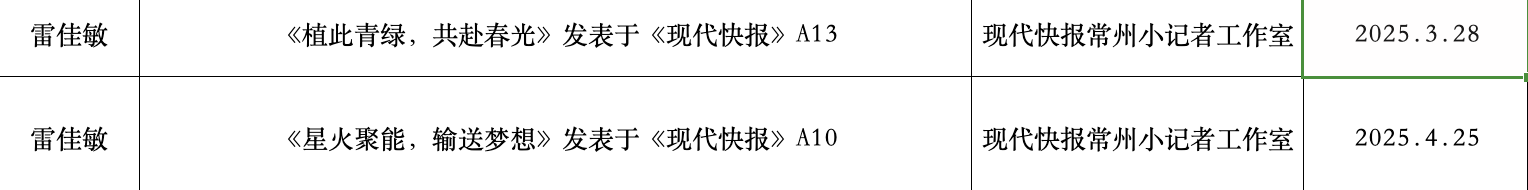 雷佳敏 《植此青绿，共赴春光》发表于《现代快报》A13 现代快报常州小记者工作室 2025.3.28
雷佳敏 《星火聚能，输送梦想》发表于《现代快报》A10 现代快报常州小记者工作室 2025.4.25